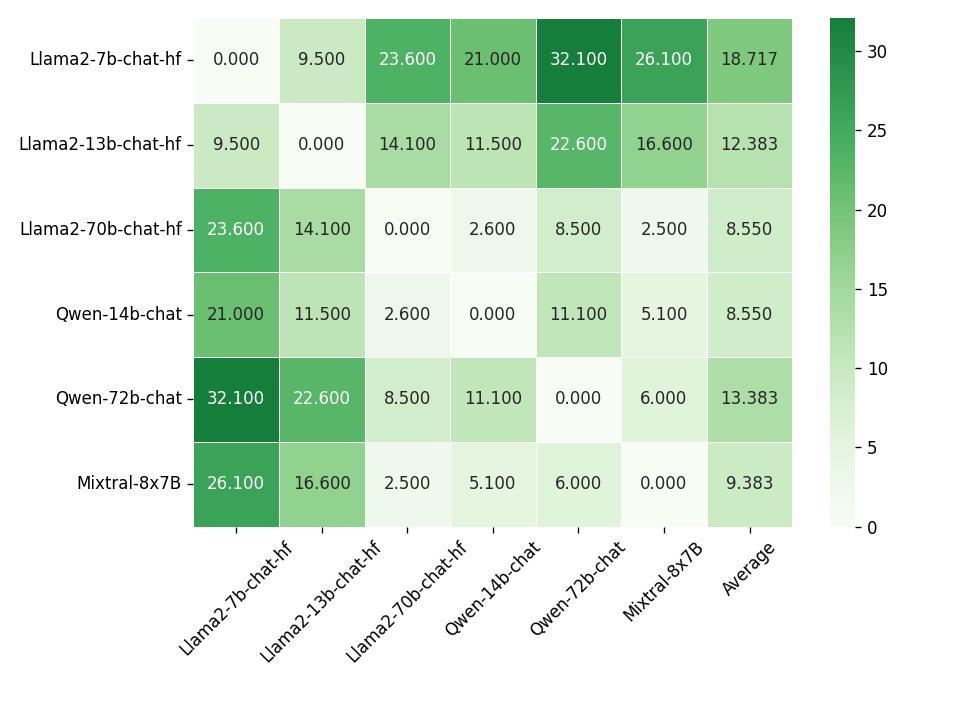 Llama2-7b-chat-hf 0.000 9.500 23.600 21.000 32.100 26.100 18.717
Llama2-13b-chat-hf 9.500 0.000 14.100 11.500 22.600 16.600 12.383
Llama2-70b-chat-hf 23.600 14.100 0.000 2.600 8.500 2.500 8.550
Qwen-14b-chat 21.000 11.500 2.600 0.000 11.100 5.100 8.550
Qwen-72b-chat 32.100 22.600 8.500 11.100 0.000 6.000 13.383
Mixtral-8x7B 26.100 16.600 2.500 5.100 6.000 0.000 9.383
Llama2-7b-chat-hf
Llama2-13b-chat-hf
Llama2-70b-chat-hf
Qwen-14b-chat
Qwen-72b-chat
Mixtral-8x7B
Average
30
25
20
15
10
5
0